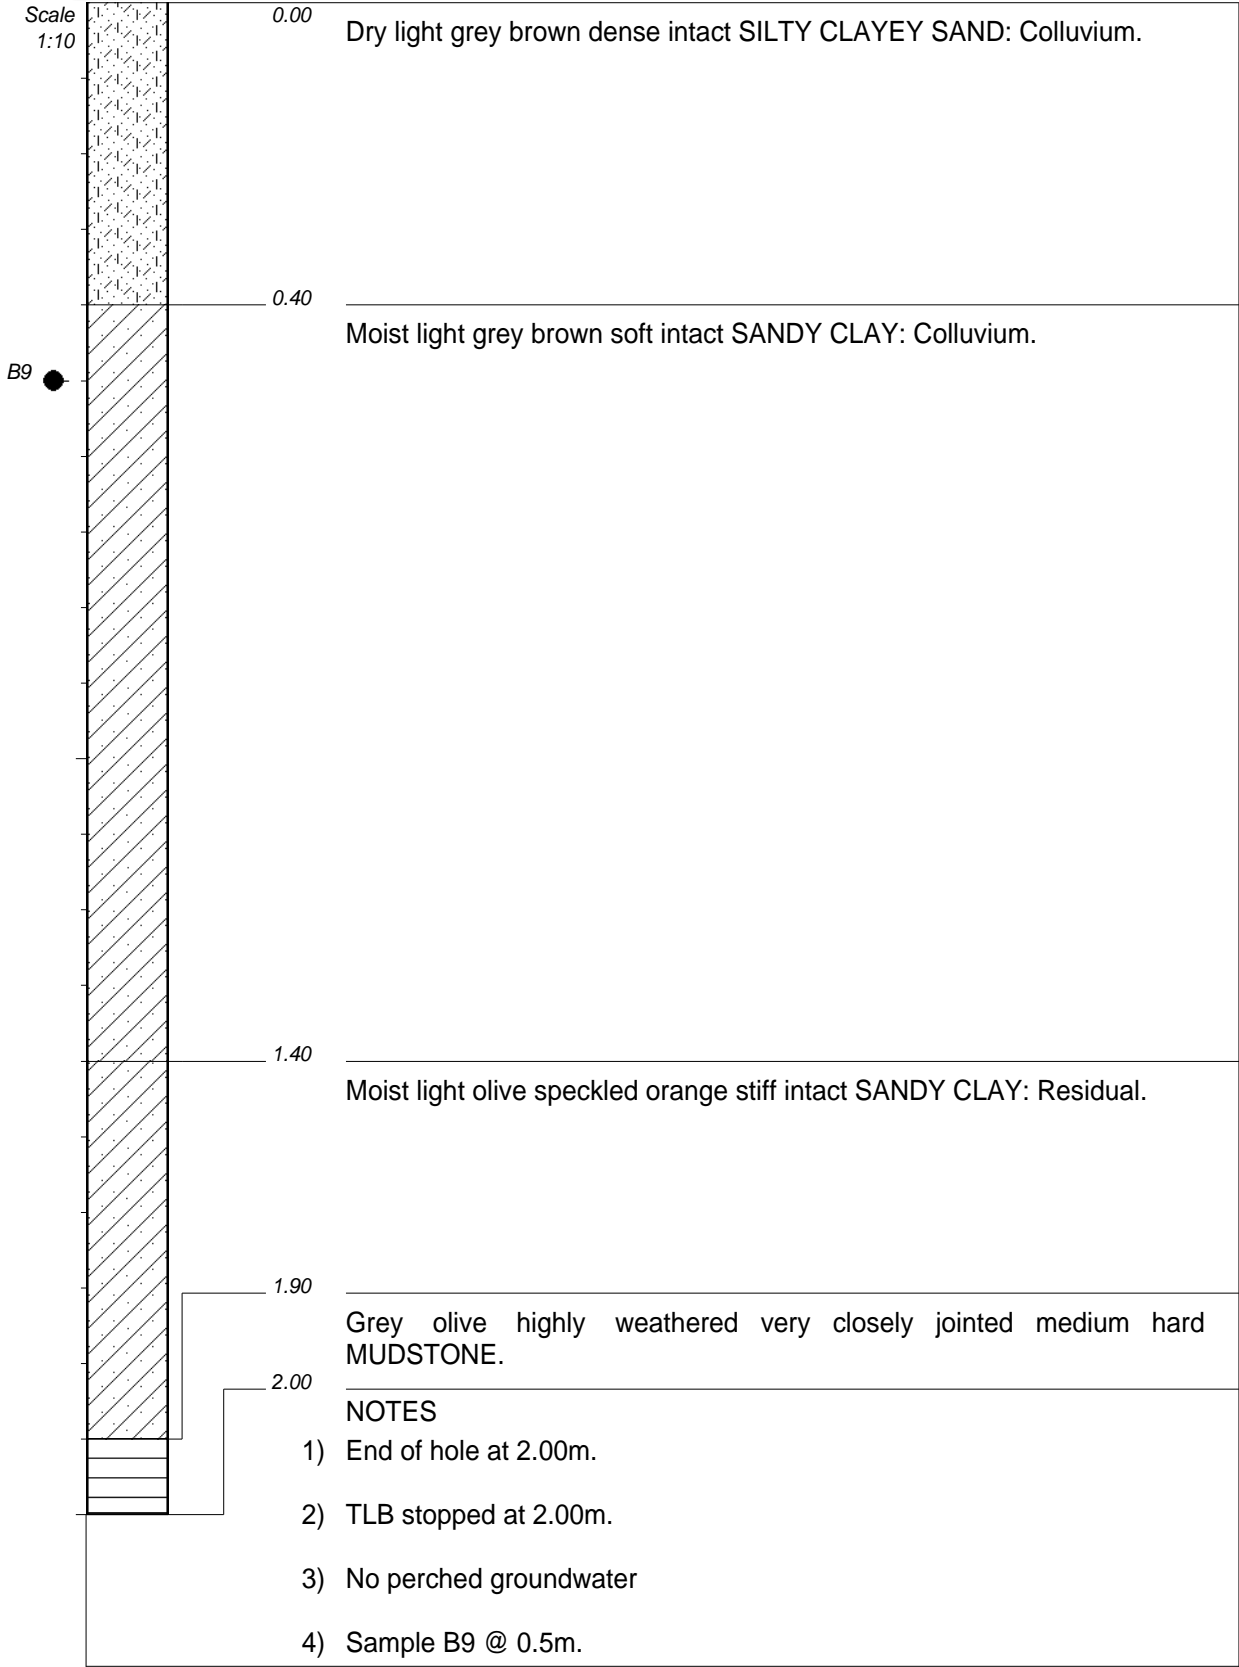 Scale
1:10
0.00
Dry light grey brown dense intact SILTY CLAYEY SAND: Colluvium.
0.40
Moist light grey brown soft intact SANDY CLAY: Colluvium.
B9
1.40
Moist light olive speckled orange stiff intact SANDY CLAY: Residual.
1.90
Grey olive highly weathered very closely jointed medium hard
MUDSTONE.
2.00
NOTES
1) End of hole at 2.00m.
2) TLB stopped at 2.00m.
3) No perched groundwater
4) Sample B9 @ 0.5m.